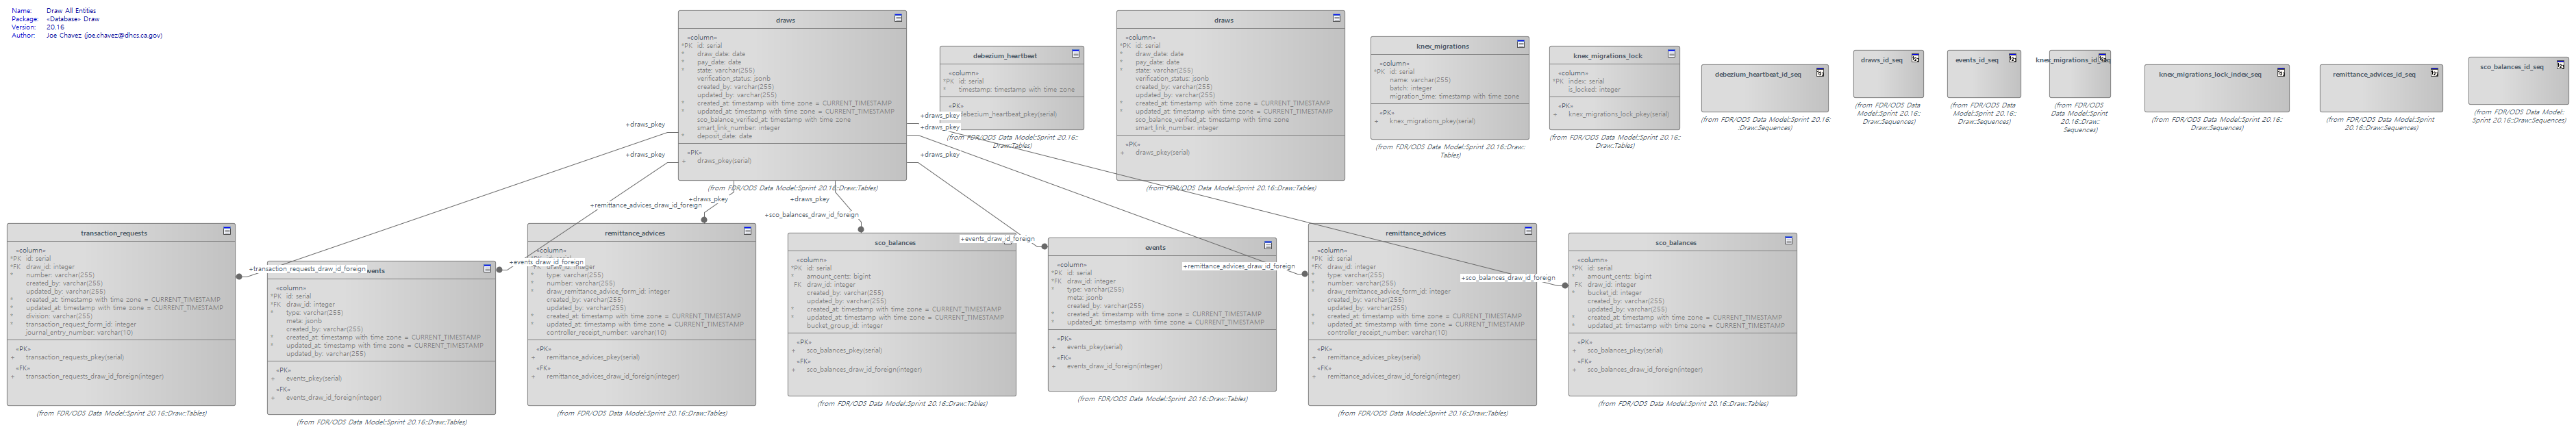 Name: Draw All Entities
Package: «Database» Draw
Version: 20.16
Author: Joe Chavez (joe.chavez@dhcs.ca.gov)
draws
«column»
*PK id: serial
* draw_date: date
* pay_date: date
* state: varchar(255)
verification_status: jsonb
created_by: varchar(255)
updated_by: varchar(255)
* created_at: timestamp with time zone = CURRENT_TIMESTAMP
* updated_at: timestamp with time zone = CURRENT_TIMESTAMP
sco_balance_verified_at: timestamp with time zone
smart_link_number: integer
* deposit_date: date
«PK»
+ draws_pkey(serial)
(from FDR/ODS Data Model::Sprint 20.16::Draw::Tables)
debezium_heartbeat
«column»
*PK id: serial
* timestamp: timestamp with time zone
«PK»
debezium_heartbeat_pkey(serial)
(from FDR/ODS Data Model::Sprint 20.16::
Draw::Tables)
draws
«column»
*PK id: serial
* draw_date: date
* pay_date: date
* state: varchar(255)
verification_status: jsonb
created_by: varchar(255)
updated_by: varchar(255)
* created_at: timestamp with time zone = CURRENT_TIMESTAMP
* updated_at: timestamp with time zone = CURRENT_TIMESTAMP
sco_balance_verified_at: timestamp with time zone
smart_link_number: integer
«PK»
+ draws_pkey(serial)
(from FDR/ODS Data Model::Sprint 20.16::Draw::Tables)
knex_migrations
«column»
*PK id: serial
name: varchar(255)
batch: integer
migration_time: timestamp with time zone
«PK»
+ knex_migrations_pkey(serial)
(from FDR/ODS Data Model::Sprint 20.16::Draw::
Tables)
knex_migrations_lock
«column»
*PK index: serial
is_locked: integer
«PK»
+ knex_migrations_lock_pkey(serial)
(from FDR/ODS Data Model::Sprint 20.16::
Draw::Tables)
debezium_heartbeat_id_seq
(from FDR/ODS Data Model::Sprint 20.16::
Draw::Sequences)
draws_id_seq
(from FDR/ODS Data
Model::Sprint 20.16::
Draw::Sequences)
events_id_seq
(from FDR/ODS Data
Model::Sprint 20.16::
Draw::Sequences)
knex_migrations_id_seq
(from FDR/ODS
Data Model::Sprint
20.16::Draw::
Sequences)
knex_migrations_lock_index_seq
(from FDR/ODS Data Model::Sprint 20.16::
Draw::Sequences)
remittance_advices_id_seq
(from FDR/ODS Data Model::Sprint
20.16::Draw::Sequences)
sco_balances_id_seq
(from FDR/ODS Data Model::
Sprint 20.16::Draw::Sequences)
+draws_pkey
+draws_pkey
+draws_pkey
+draws_pkey
+draws_pkey
+draws_pkey
+draws_pkey
+remittance_advices_draw_id_foreign
+sco_balances_draw_id_foreign
+events_draw_id_foreign
+transaction_requests_draw_id_foreign
+events_draw_id_foreign
+remittance_advices_draw_id_foreign
+sco_balances_draw_id_foreign
transaction_requests
«column»
*PK id: serial
*FK draw_id: integer
* number: varchar(255)
created_by: varchar(255)
updated_by: varchar(255)
* created_at: timestamp with time zone = CURRENT_TIMESTAMP
* updated_at: timestamp with time zone = CURRENT_TIMESTAMP
* division: varchar(255)
* transaction_request_form_id: integer
journal_entry_number: varchar(10)
«PK»
+ transaction_requests_pkey(serial)
«FK»
+ transaction_requests_draw_id_foreign(integer)
(from FDR/ODS Data Model::Sprint 20.16::Draw::Tables)
events
«column»
*PK id: serial
*FK draw_id: integer
* type: varchar(255)
meta: jsonb
created_by: varchar(255)
* created_at: timestamp with time zone = CURRENT_TIMESTAMP
* updated_at: timestamp with time zone = CURRENT_TIMESTAMP
updated_by: varchar(255)
«PK»
+ events_pkey(serial)
«FK»
+ events_draw_id_foreign(integer)
(from FDR/ODS Data Model::Sprint 20.16::Draw::Tables)
remittance_advices
«column»
*FK draw_id: integer
* type: varchar(255)
* number: varchar(255)
* draw_remittance_advice_form_id: integer
created_by: varchar(255)
updated_by: varchar(255)
* created_at: timestamp with time zone = CURRENT_TIMESTAMP
* updated_at: timestamp with time zone = CURRENT_TIMESTAMP
controller_receipt_number: varchar(10)
«PK»
+ remittance_advices_pkey(serial)
«FK»
+ remittance_advices_draw_id_foreign(integer)
(from FDR/ODS Data Model::Sprint 20.16::Draw::Tables)
sco_balances
«column»
*PK id: serial
* amount_cents: bigint
FK draw_id: integer
created_by: varchar(255)
updated_by: varchar(255)
* created_at: timestamp with time zone = CURRENT_TIMESTAMP
* updated_at: timestamp with time zone = CURRENT_TIMESTAMP
bucket_group_id: integer
«PK»
+ sco_balances_pkey(serial)
«FK»
+ sco_balances_draw_id_foreign(integer)
(from FDR/ODS Data Model::Sprint 20.16::Draw::Tables)
events
«column»
*PK id: serial
*FK draw_id: integer
* type: varchar(255)
meta: jsonb
created_by: varchar(255)
* created_at: timestamp with time zone = CURRENT_TIMESTAMP
* updated_at: timestamp with time zone = CURRENT_TIMESTAMP
«PK»
+ events_pkey(serial)
«FK»
+ events_draw_id_foreign(integer)
(from FDR/ODS Data Model::Sprint 20.16::Draw::Tables)
remittance_advices
«column»
*PK id: serial
*FK draw_id: integer
* type: varchar(255)
* number: varchar(255)
* draw_remittance_advice_form_id: integer
created_by: varchar(255)
updated_by: varchar(255)
* created_at: timestamp with time zone = CURRENT_TIMESTAMP
* updated_at: timestamp with time zone = CURRENT_TIMESTAMP
controller_receipt_number: varchar(10)
«PK»
+ remittance_advices_pkey(serial)
«FK»
+ remittance_advices_draw_id_foreign(integer)
(from FDR/ODS Data Model::Sprint 20.16::Draw::Tables)
sco_balances
«column»
*PK id: serial
* amount_cents: bigint
FK draw_id: integer
* bucket_id: integer
created_by: varchar(255)
updated_by: varchar(255)
* created_at: timestamp with time zone = CURRENT_TIMESTAMP
* updated_at: timestamp with time zone = CURRENT_TIMESTAMP
«PK»
+ sco_balances_pkey(serial)
«FK»
+ sco_balances_draw_id_foreign(integer)
(from FDR/ODS Data Model::Sprint 20.16::Draw::Tables)